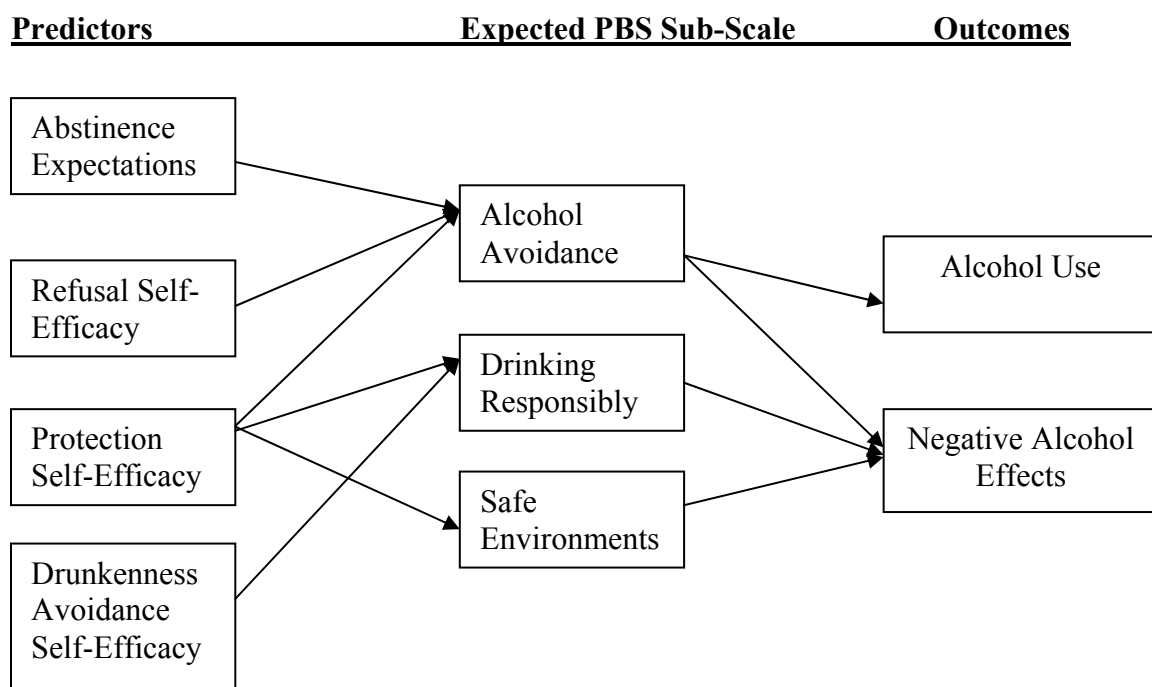 Predictors Expected PBS Sub-Scale Outcomes
Abstinence
Expectations
Refusal Self-
Efficacy
Protection
Self-Efficacy
Drunkenness
Avoidance
Self-Efficacy
Alcohol
Avoidance
Drinking
Responsibly
Safe
Environments
Alcohol Use
Negative Alcohol
Effects